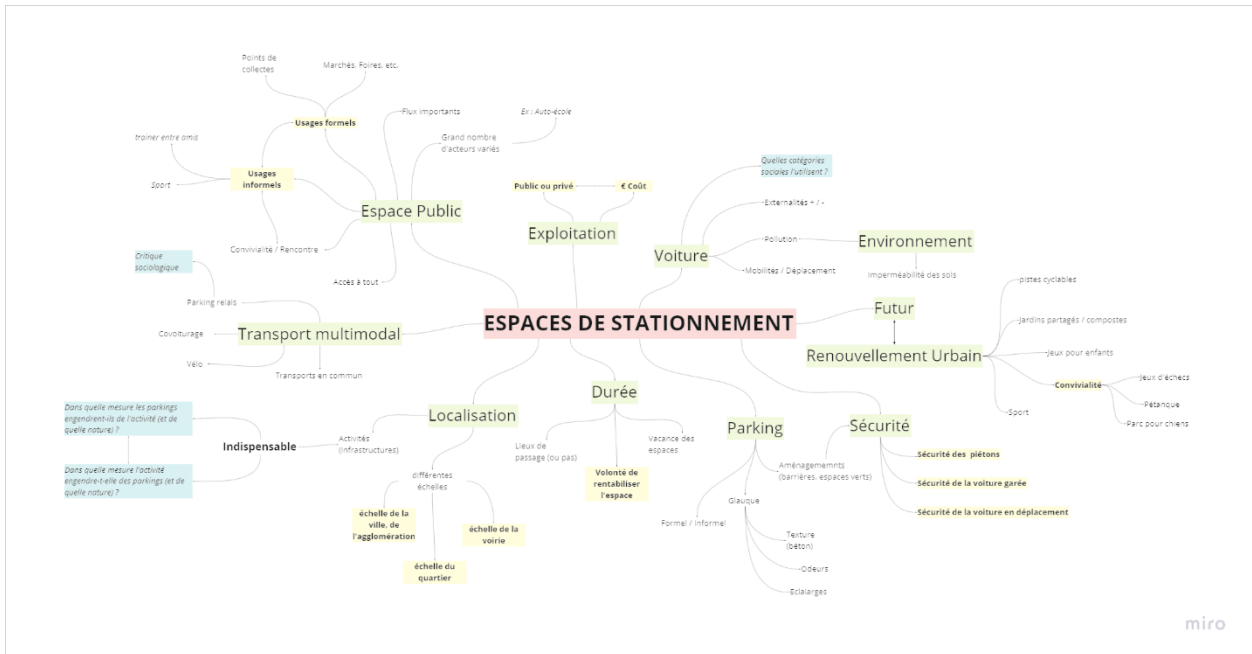 Points de
collectes
Marchés, Foires, etc.
Usages formels
Flux importants
Ex : Auto-école
Grand nombre
d'acteurs variés
trainer entre amis
Sport
Usages
informels
Espace Public
Convivialité / Rencontre
Accès à tout
Critique
sociologique
Parking relais
Transport multimodal
Covoiturage
Vélo
Transports en commun
Public ou privé
€ Coût
Exploitation
Quelles catégories
sociales l'utilisent ?
Externalités + / -
Voiture
Pollution
Environnement
Mobilités / Déplacement
Imperméabilité des sols
ESPACES DE STATIONNEMENT
Futur
Renouvellement Urbain
pistes cyclables
Jardins partagés / compostes
Jeux pour enfants
Convivialité
Jeux d'échecs
Pétanque
Parc pour chiens
Sport
Dans quelle mesure les parkings
engendrent-ils de l'activité (et de
quelle nature) ?
Dans quelle mesure l'activité
engendre-t-elle des parkings (et de
quelle nature) ?
Indispensable
Localisation
Activités
(infrastructures)
différentes
échelles
échelle de la
ville, de
l'agglomération
échelle du
quartier
échelle de la
voirie
Durée
Lieux de
passage (ou pas)
Volonté de
rentabiliser
l'espace
Vacance des
espaces
Parking
Formel / Informel
Aménagememnts
(barrières, espaces verts)
Glauque
Texture
(béton)
Odeurs
Eclalarges
Sécurité
Sécurité des piétons
Sécurité de la voiture garée
Sécurité de la voiture en déplacement
miro